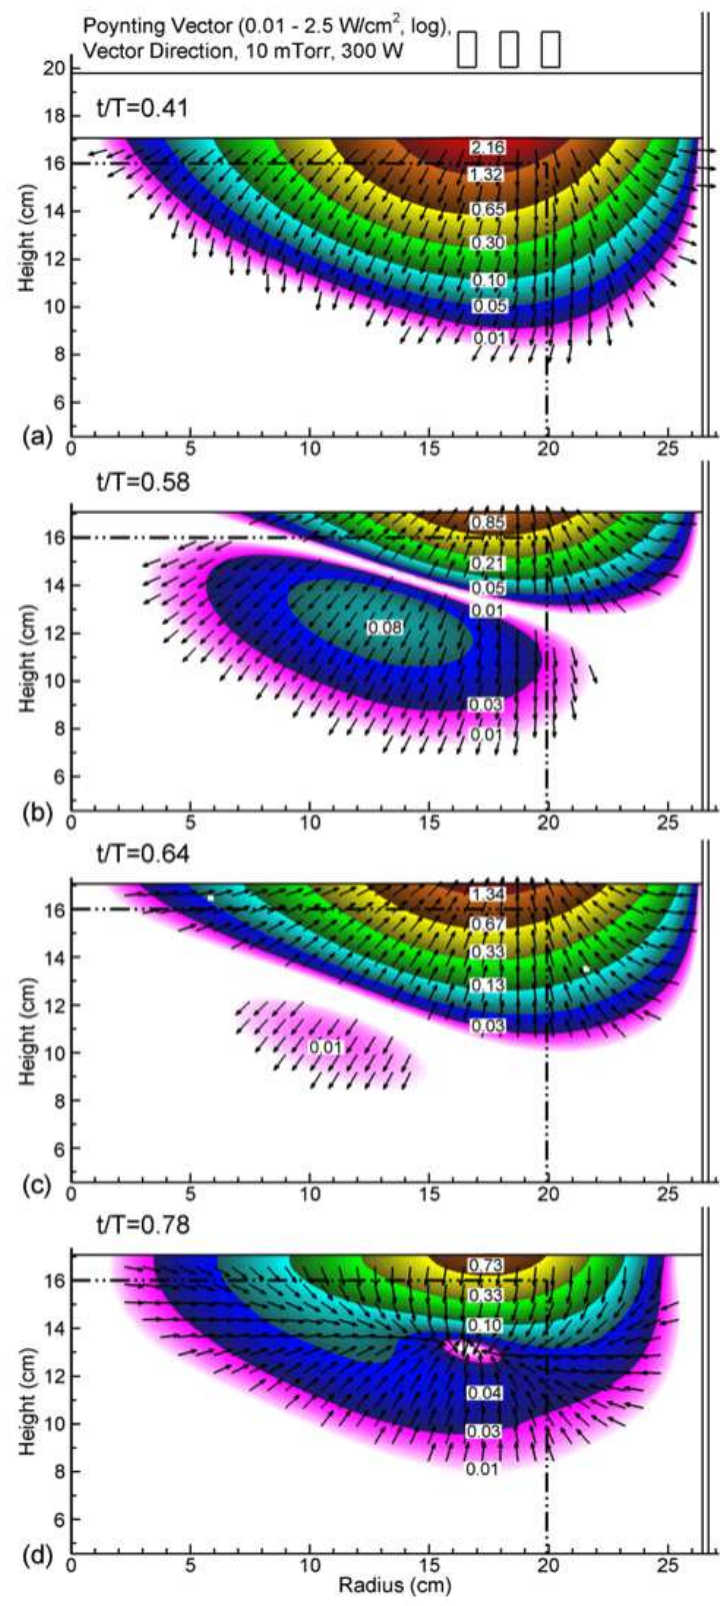 Poynting Vector (0.01 - 2.5 W/cm², log),
Vector Direction, 10 mTorr, 300 W
20
t/T=0.41
18
2.16
16
1.32
14
0.65
0.30
12
0.10
10
0.05
0.01
8
6
Height (cm)
(a)
0 5 10 15 20 25
t/T=0.58
0.85
16
0.21
14
0.05
0.01
12
0.08
10
0.03
8
0.01
6
Height (cm)
(b)
0 5 10 15 20 25
t/T=0.64
1.34
16
0.67
14
0.33
0.13
12
0.03
10
0.01
8
6
Height (cm)
(c)
0 5 10 15 20 25
t/T=0.78
0.73
16
0.33
14
0.10
12
0.04
10
0.03
8
0.01
6
Height (cm)
(d)
0 5 10 15 20 25
Radius (cm)